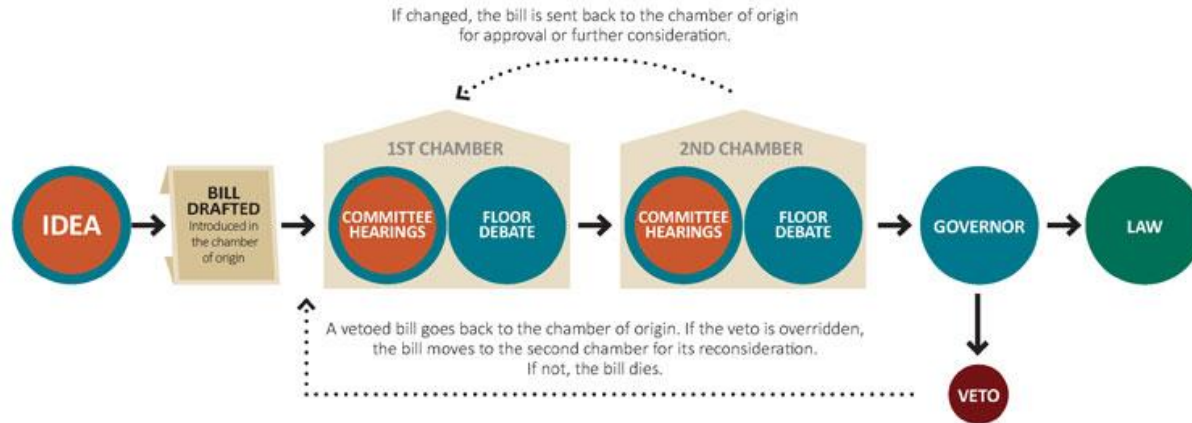 If changed, the bill is sent back to the chamber of origin
for approval or further consideration.
1ST CHAMBER
2ND CHAMBER
IDEA
BILL
DRAFTED
Introduced in
the chamber
of origin
COMMITTEE
HEARINGS
FLOOR
DEBATE
COMMITTEE
HEARINGS
FLOOR
DEBATE
GOVERNOR
LAW
A vetoed bill goes back to the chamber of origin. If the veto is overridden,
the bill moves to the second chamber for its reconsideration.
If not, the bill dies.
VETO